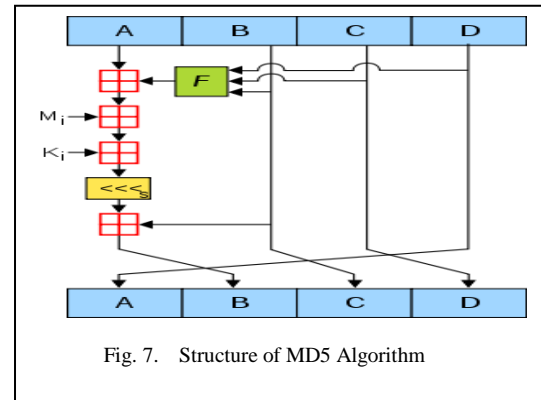 A B C D
F
Mi
Ki
<<<s
A B C D
Fig. 7. Structure of MD5 Algorithm